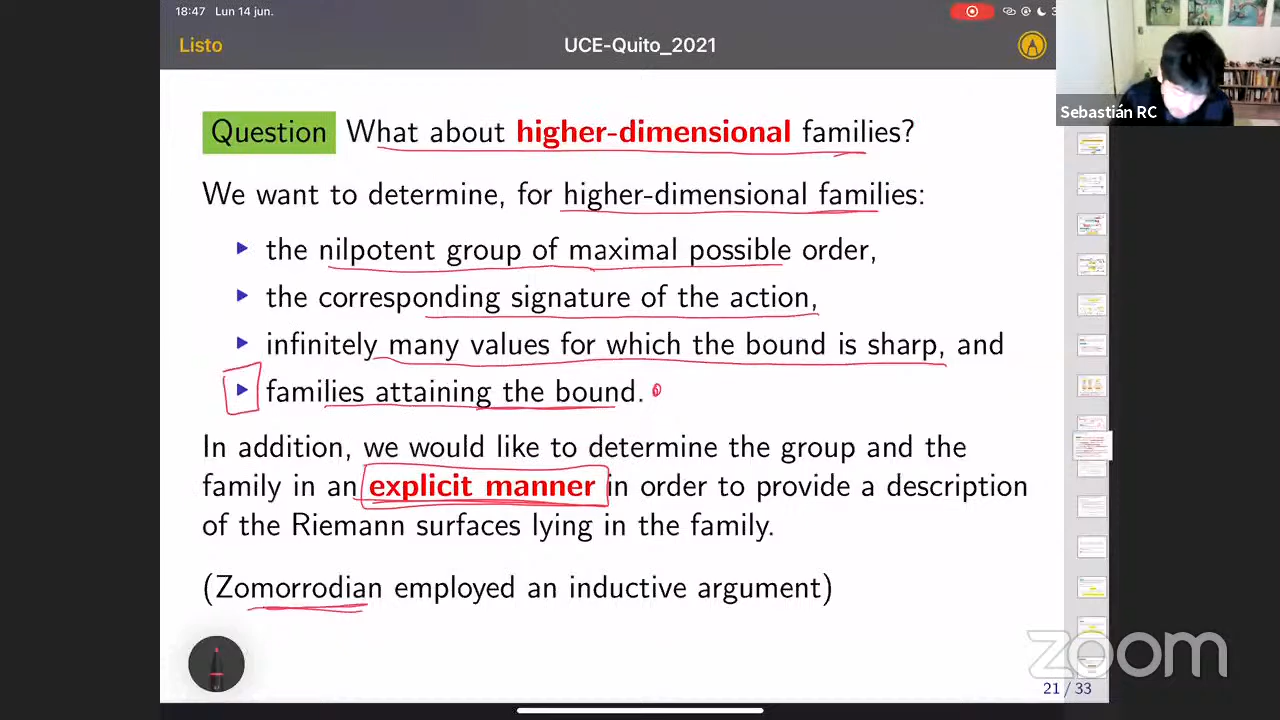 18:47 Lun 14 jun.
Listo
UCE-Quito_2021
Sebastián RC
Question What about higher-dimensional families?
We want to determine, for higher-dimensional families:
the nilpotent group of maximal possible order,
the corresponding signature of the action,
infinitely many values for which the bound is sharp, and
families attaining the bound.
In addition, we would like to determine the group and the
family in an explicit manner in order to provide a description
of the Riemann surfaces lying in the family.
(Zomorrodian employed an inductive argument)
zoom
21 / 33